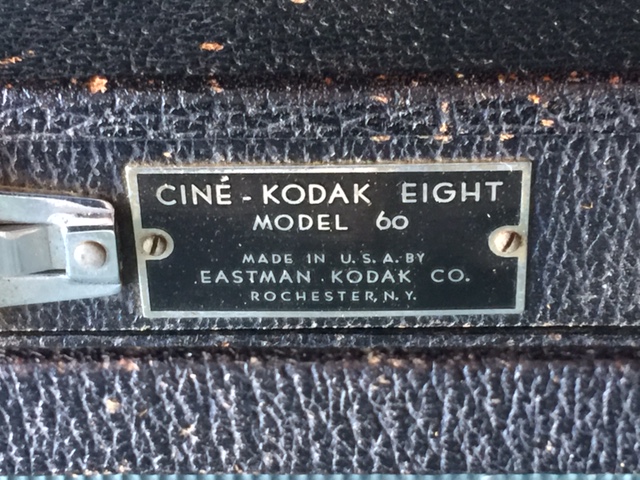 CINÉ - KODAK EIGHT
MODEL 60
MADE IN U.S.A. BY
EASTMAN KODAK CO.
ROCHESTER, N.Y.